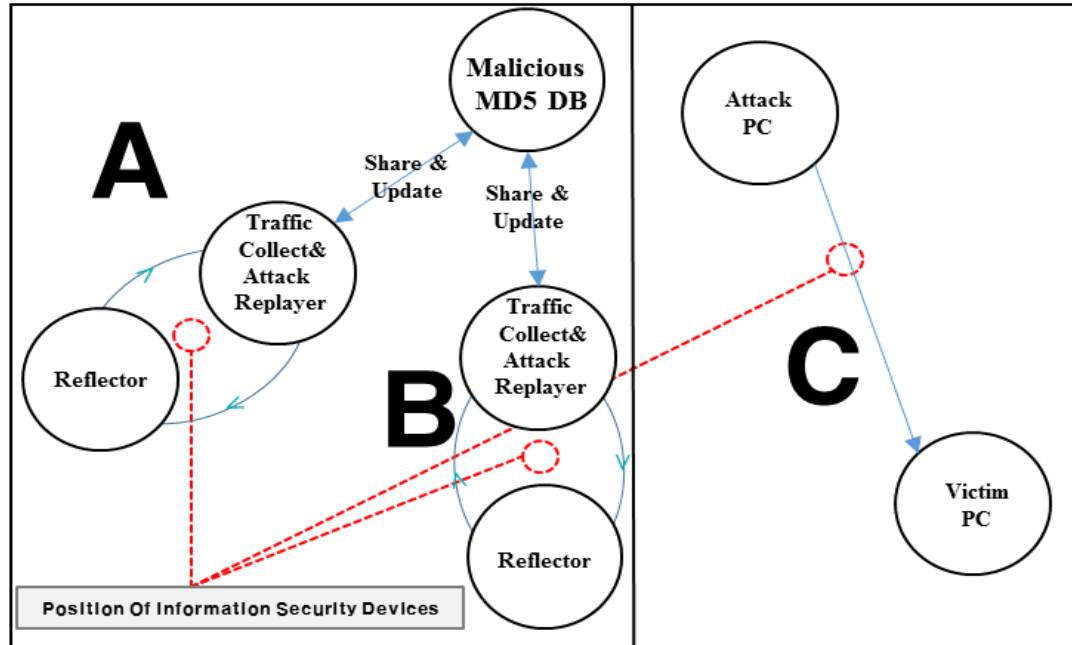 A
Malicious
MD5 DB
Share &
Update
Share &
Update
Traffic
Collect&
Attack
Replayer
Reflector
B
Traffic
Collect&
Attack
Replayer
Reflector
Position Of Information Security Devices
Attack
PC
C
Victim
PC